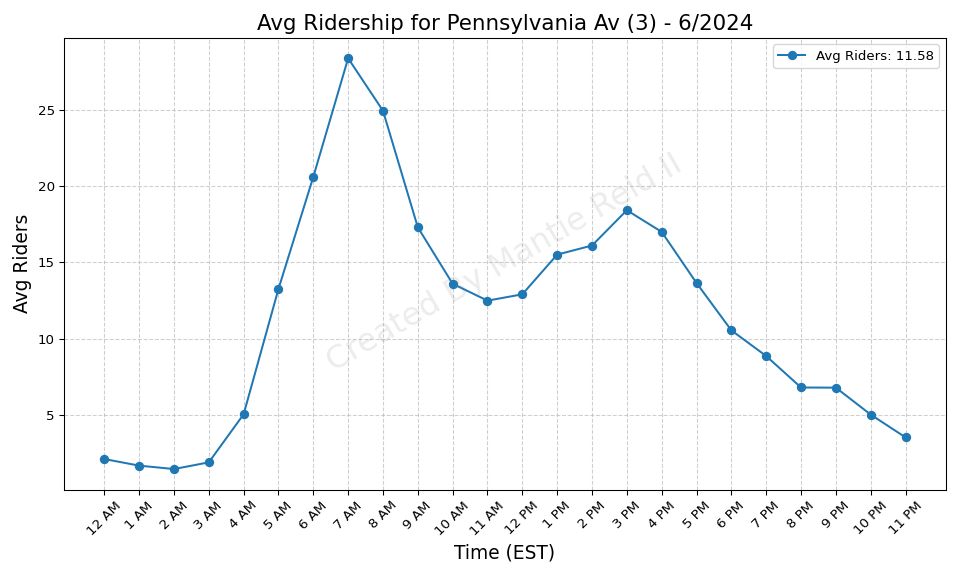 Avg Ridership for Pennsylvania Av (3) - 6/2024
Avg Riders: 11.58
Avg Riders
25
20
15
10
5
Created By Mantie Reid II
12 AM
1 AM
2 AM
3 AM
4 AM
5 AM
6 AM
7 AM
8 AM
9 AM
10 AM
11 AM
12 PM
1 PM
2 PM
3 PM
4 PM
5 PM
6 PM
7 PM
8 PM
9 PM
10 PM
11 PM
Time (EST)